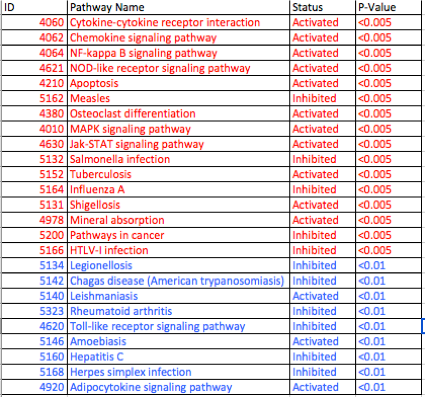 ID Pathway Name Status P-Value
4060 Cytokine-cytokine receptor interaction Activated <0.005
4062 Chemokine signaling pathway Activated <0.005
4064 NF-kappa B signaling pathway Activated <0.005
4621 NOD-like receptor signaling pathway Activated <0.005
4210 Apoptosis Activated <0.005
5162 Measles Inhibited <0.005
4380 Osteoclast differentiation Activated <0.005
4010 MAPK signaling pathway Activated <0.005
4630 Jak-STAT signaling pathway Activated <0.005
5132 Salmonella infection Inhibited <0.005
5152 Tuberculosis Activated <0.005
5164 Influenza A Inhibited <0.005
5131 Shigellosis Activated <0.005
4978 Mineral absorption Activated <0.005
5200 Pathways in cancer Inhibited <0.005
5166 HTLV-I infection Inhibited <0.005
5134 Legionellosis Inhibited <0.01
5142 Chagas disease (American trypanosomiasis) Inhibited <0.01
5140 Leishmaniasis Activated <0.01
5323 Rheumatoid arthritis Inhibited <0.01
4620 Toll-like receptor signaling pathway Inhibited <0.01
5146 Amoebiasis Activated <0.01
5160 Hepatitis C Inhibited <0.01
5168 Herpes simplex infection Inhibited <0.01
4920 Adipocytokine signaling pathway Activated <0.01